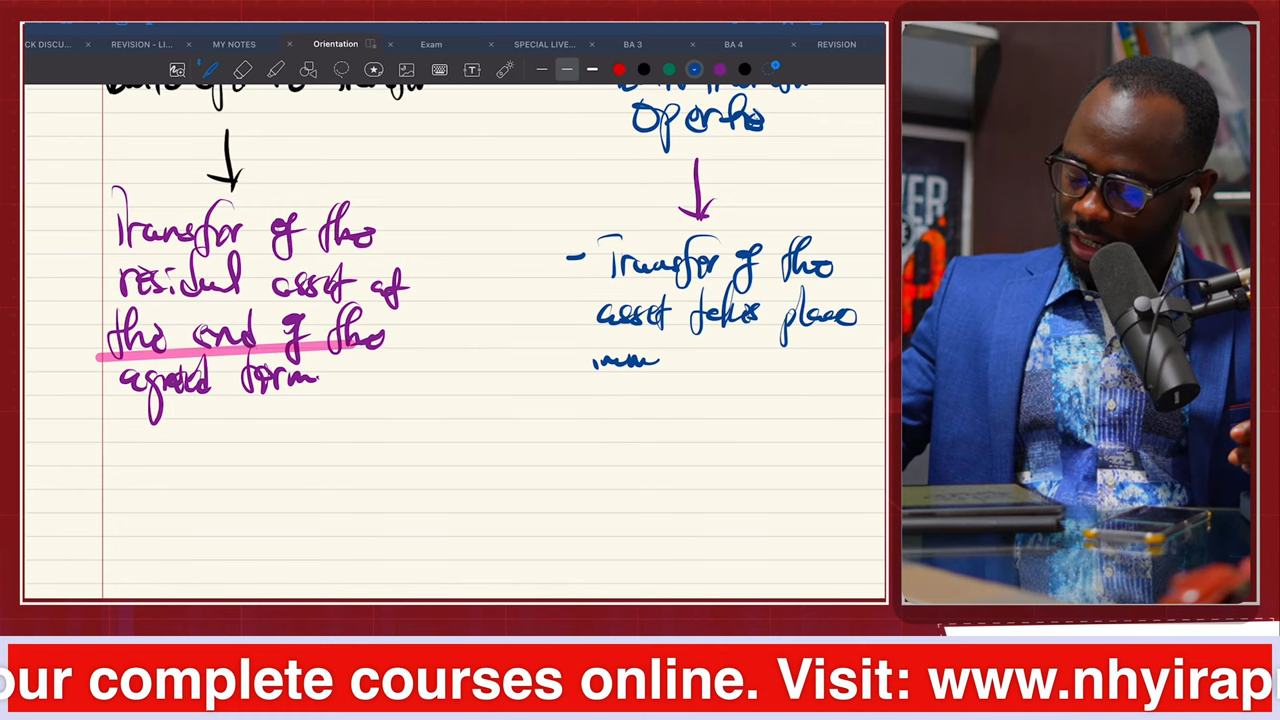 CK DISCU...
REVISION - LI...
MY NOTES
Orientation
Exam
SPECIAL LIVE...
BA 3
BA 4
REVISION
Transfer of the
residual asset at
the end of the
agreed term.
- Transfer of the
asset takes place
imm
our complete courses online. Visit: www.nhyirap